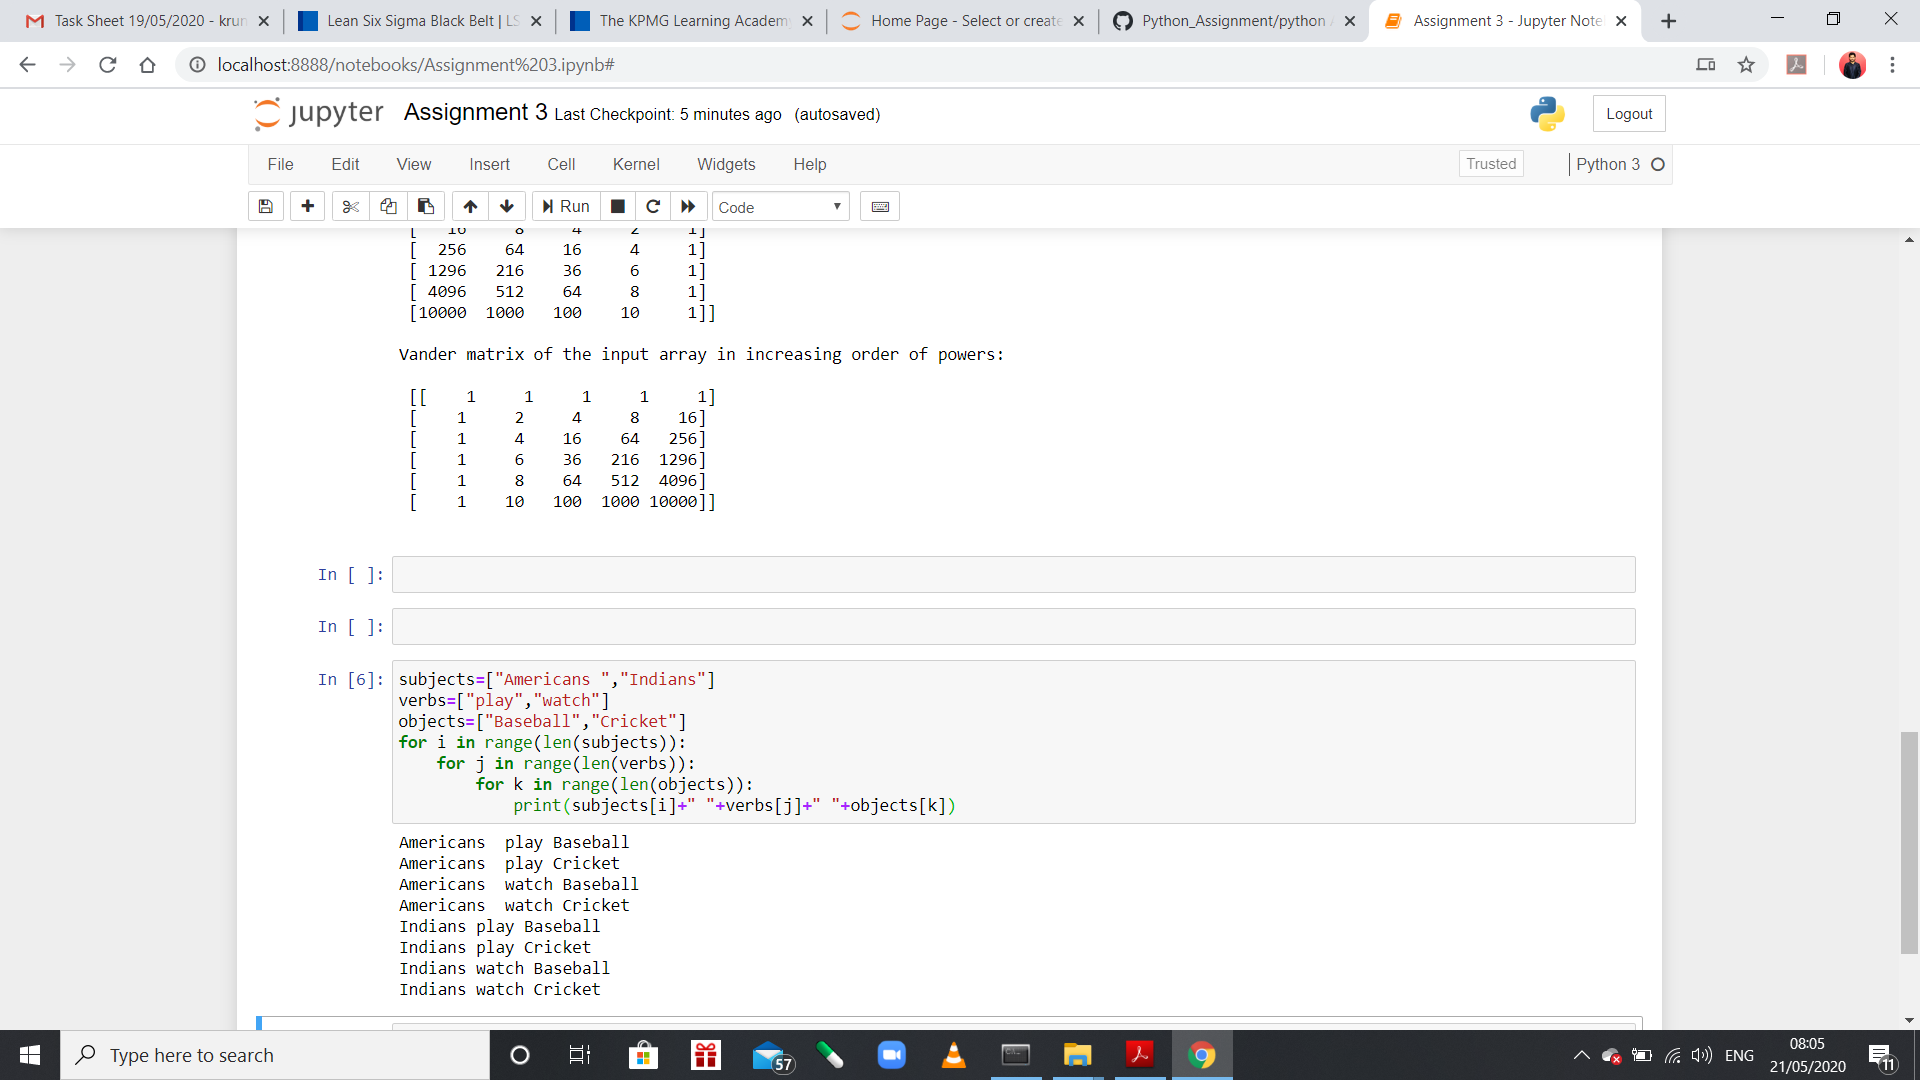 Task Sheet 19/05/2020 - krun
Lean Six Sigma Black Belt | LS
The KPMG Learning Academy
Home Page - Select or create
Python_Assignment/python A
Assignment 3 - Jupyter Note
localhost:8888/notebooks/Assignment%203.ipynb#
jupyter Assignment 3 Last Checkpoint: 5 minutes ago (autosaved)
Logout
File Edit View Insert Cell Kernel Widgets Help
Trusted
Python 3
Run
Code
[   16    8    4    2    1]
[  256   64   16    4    1]
[ 1296  216   36    6    1]
[ 4096  512   64    8    1]
[10000 1000  100   10    1]]
Vander matrix of the input array in increasing order of powers:
[[    1     1     1     1     1]
[    1     2     4     8    16]
[    1     4    16    64   256]
[    1     6    36   216  1296]
[    1     8    64   512  4096]
[    1    10   100  1000 10000]]
In [ ]:
In [ ]:
In [6]:
subjects=["Americans ","Indians"]
verbs=["play","watch"]
objects=["Baseball","Cricket"]
for i in range(len(subjects)):
    for j in range(len(verbs)):
        for k in range(len(objects)):
            print(subjects[i]+" "+verbs[j]+" "+objects[k])
Americans  play Baseball
Americans  play Cricket
Americans  watch Baseball
Americans  watch Cricket
Indians play Baseball
Indians play Cricket
Indians watch Baseball
Indians watch Cricket
Type here to search
57
ENG
08:05
21/05/2020
11